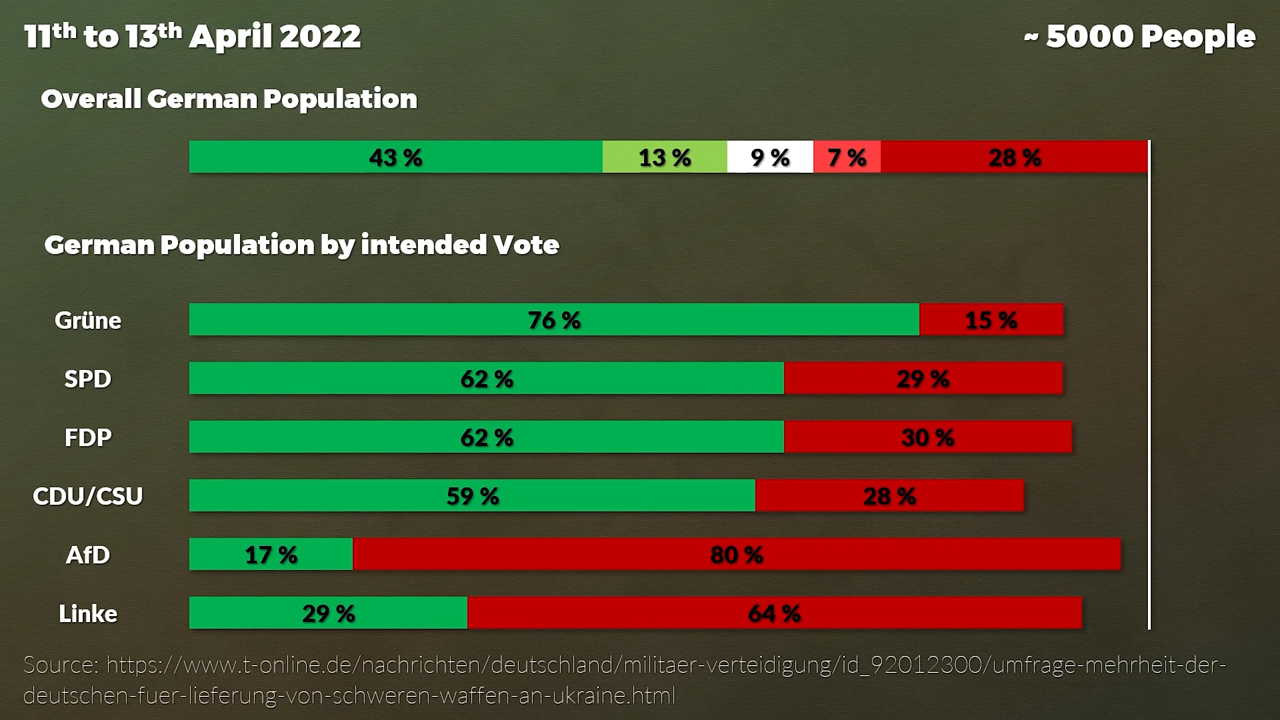 11th to 13th April 2022
~ 5000 People
Overall German Population
43 % 13 % 9 % 7 % 28 %
German Population by intended Vote
Grüne 76 % 15 %
SPD 62 % 29 %
FDP 62 % 30 %
CDU/CSU 59 % 28 %
AfD 17 % 80 %
Linke 29 % 64 %
Source: https://www.t-online.de/nachrichten/deutschland/militaer-verteidigung/id_92012300/umfrage-mehrheit-der-
deutschen-fuer-lieferung-von-schweren-waffen-an-ukraine.html